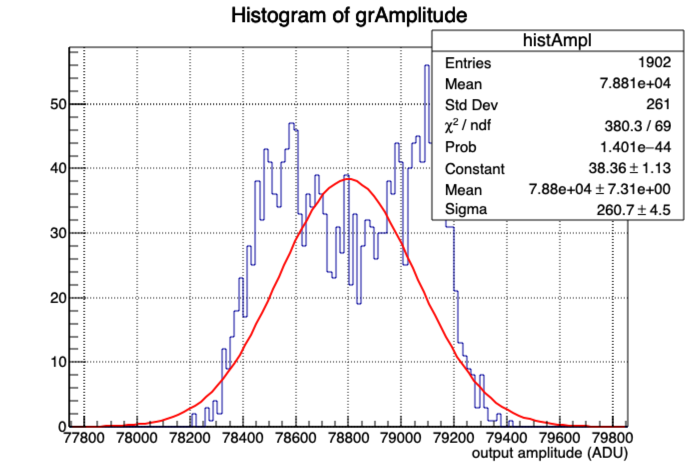 Histogram of grAmplitude
histAmpl
Entries 1902
Mean 7.881e+04
Std Dev 261
χ² / ndf 380.3 / 69
Prob 1.401e−44
Constant 38.36 ± 1.13
Mean 7.88e+04 ± 7.31e+00
Sigma 260.7 ± 4.5
50
40
30
20
10
0
77800 78000 78200 78400 78600 78800 79000 79200 79400 79600 79800
output amplitude (ADU)